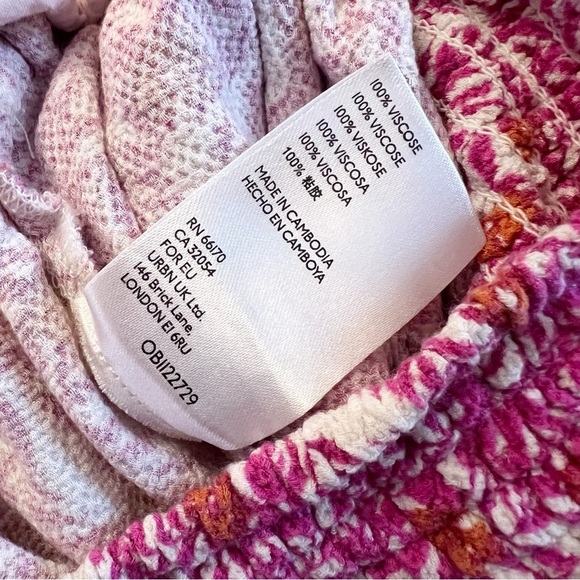 100% VISCOSE
100% VISCOSE
100% VISKOSE
100% VISCOSA
100% VISCOSA
100% 粘胶
MADE IN CAMBODIA
HECHO EN CAMBOYA
RN 66170
CA 32054
FOR EU
URBN UK Ltd.
146 Brick Lane,
LONDON E1 6RU
OB1122729